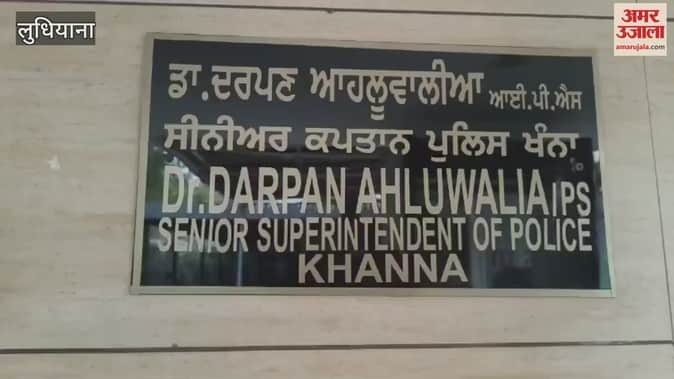 लुधियाना
अमर
उजाला
amarujala.com
ਡਾ.ਦਰਪਣ ਆਹਲੂਵਾਲੀਆ ਆਈ.ਪੀ.ਐਸ
ਸੀਨੀਅਰ ਕਪਤਾਨ ਪੁਲਿਸ ਖੰਨਾ
Dr.DARPAN AHLUWALIA IPS
SENIOR SUPERINTENDENT OF POLICE
KHANNA